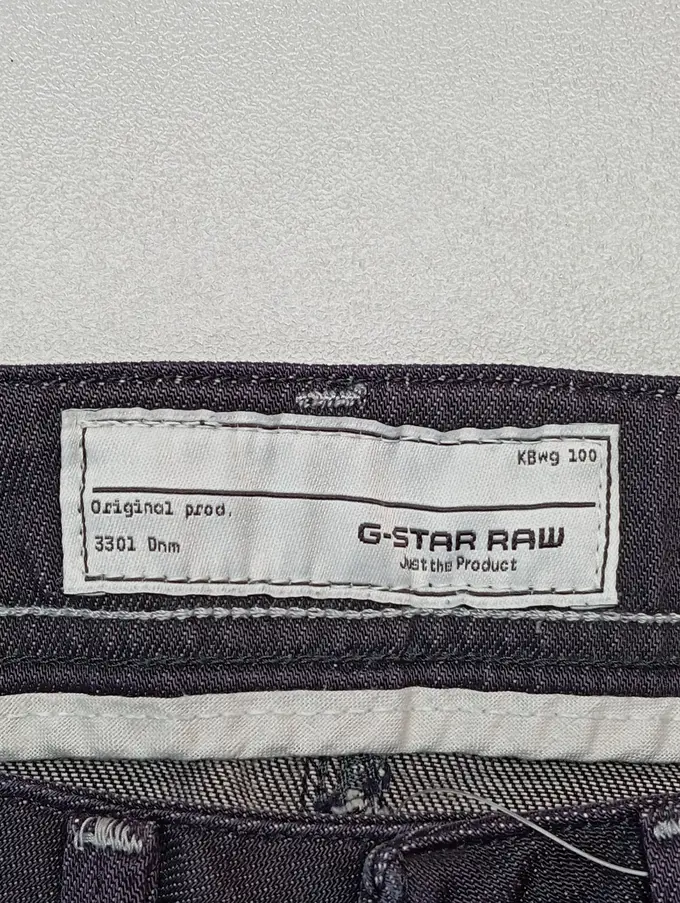 KBwg 100
Original prod.
3301 Dnm
G-STAR RAW
Just the Product